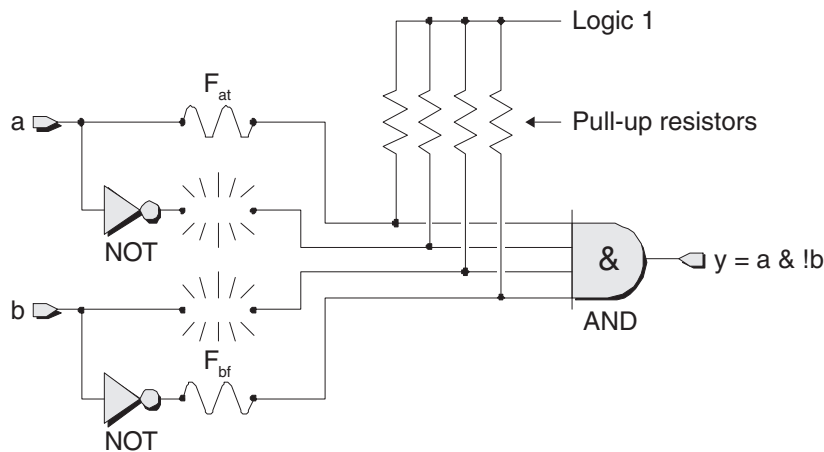 Logic 1
F_at
a
Pull-up resistors
NOT
& y = a & !b
b
AND
F_bf
NOT